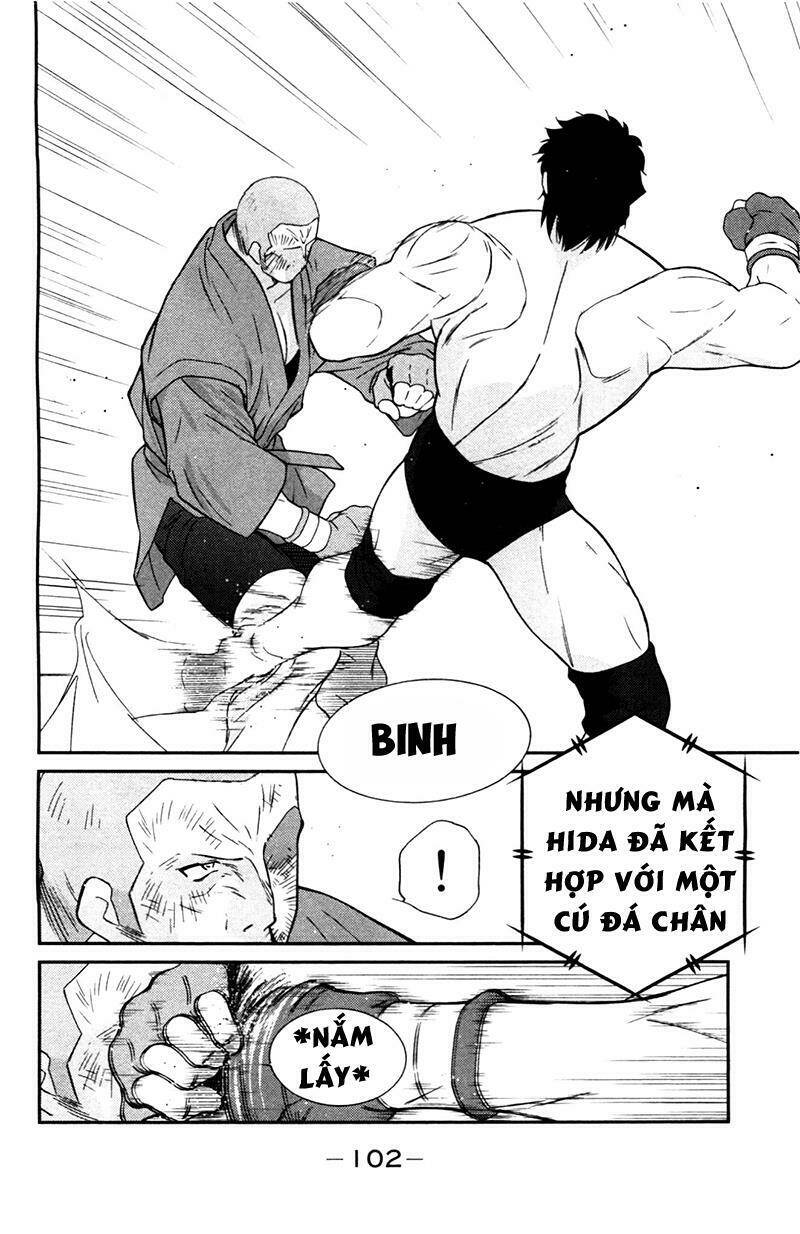 BINH
NHƯNG MÀ
HIDA ĐÃ KẾT
HỢP VỚI MỘT
CÚ ĐÁ CHÂN
!
*NẮM
LẤY*
—102—